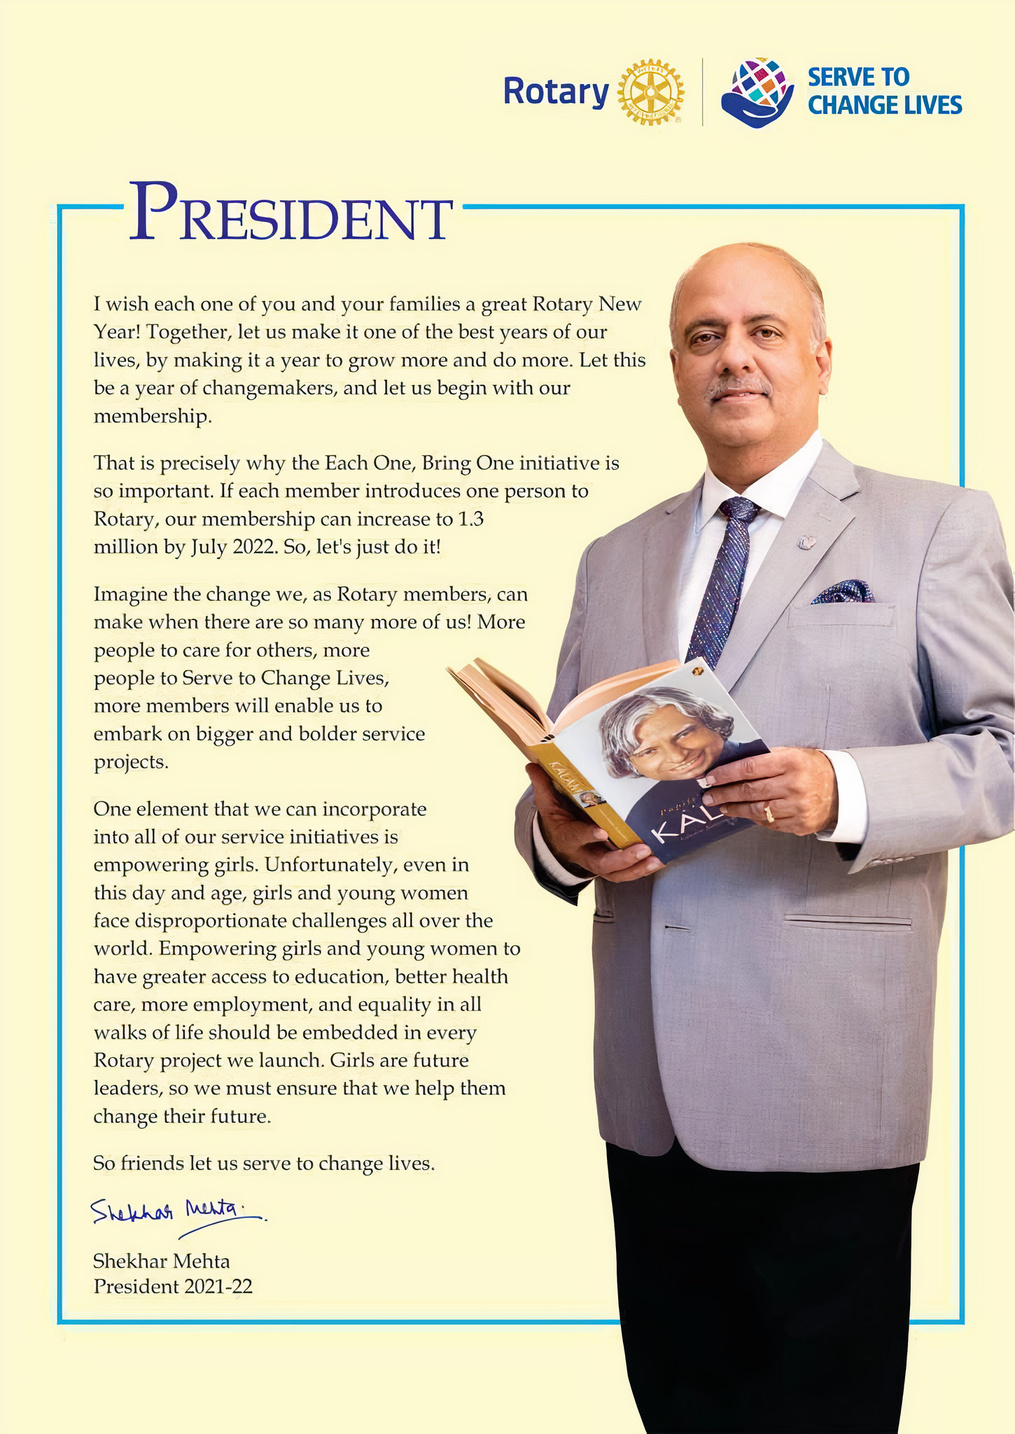 Rotary
SERVE TO
CHANGE LIVES
PRESIDENT
I wish each one of you and your families a great Rotary New
Year! Together, let us make it one of the best years of our
lives, by making it a year to grow more and do more. Let this
be a year of changemakers, and let us begin with our
membership.
That is precisely why the Each One, Bring One initiative is
so important. If each member introduces one person to
Rotary, our membership can increase to 1.3
million by July 2022. So, let's just do it!
Imagine the change we, as Rotary members, can
make when there are so many more of us! More
people to care for others, more
people to Serve to Change Lives,
more members will enable us to
embark on bigger and bolder service
projects.
One element that we can incorporate
into all of our service initiatives is
empowering girls. Unfortunately, even in
this day and age, girls and young women
face disproportionate challenges all over the
world. Empowering girls and young women to
have greater access to education, better health
care, more employment, and equality in all
walks of life should be embedded in every
Rotary project we launch. Girls are future
leaders, so we must ensure that we help them
change their future.
So friends let us serve to change lives.
Shekhar Mehta.
Shekhar Mehta
President 2021-22
KALAM
KAL